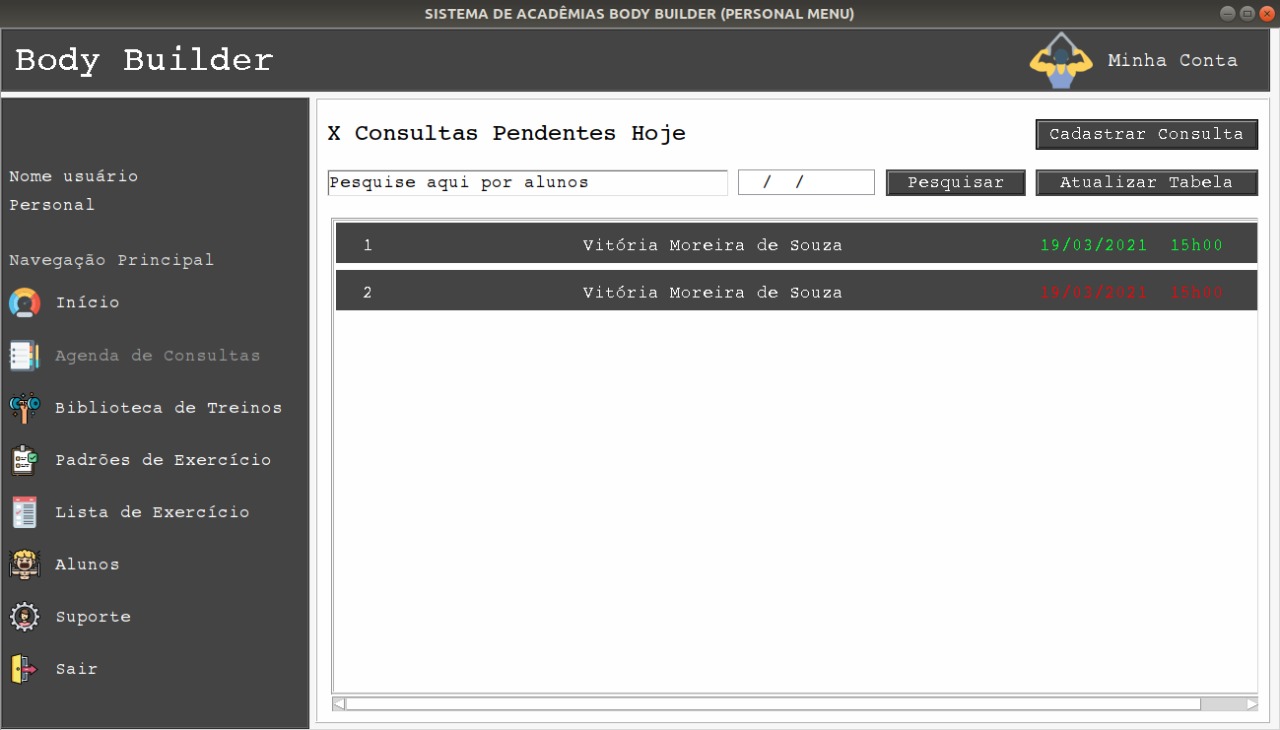 SISTEMA DE ACADÊMIAS BODY BUILDER (PERSONAL MENU)
Body Builder
Minha Conta
Nome usuário
Personal
Navegação Principal
Início
Agenda de Consultas
Biblioteca de Treinos
Padrões de Exercício
Lista de Exercício
Alunos
Suporte
Sair
X Consultas Pendentes Hoje
Cadastrar Consulta
Pesquise aqui por alunos / / Pesquisar Atualizar Tabela
1 Vitória Moreira de Souza 19/03/2021 15h00
2 Vitória Moreira de Souza 19/03/2021 15h00